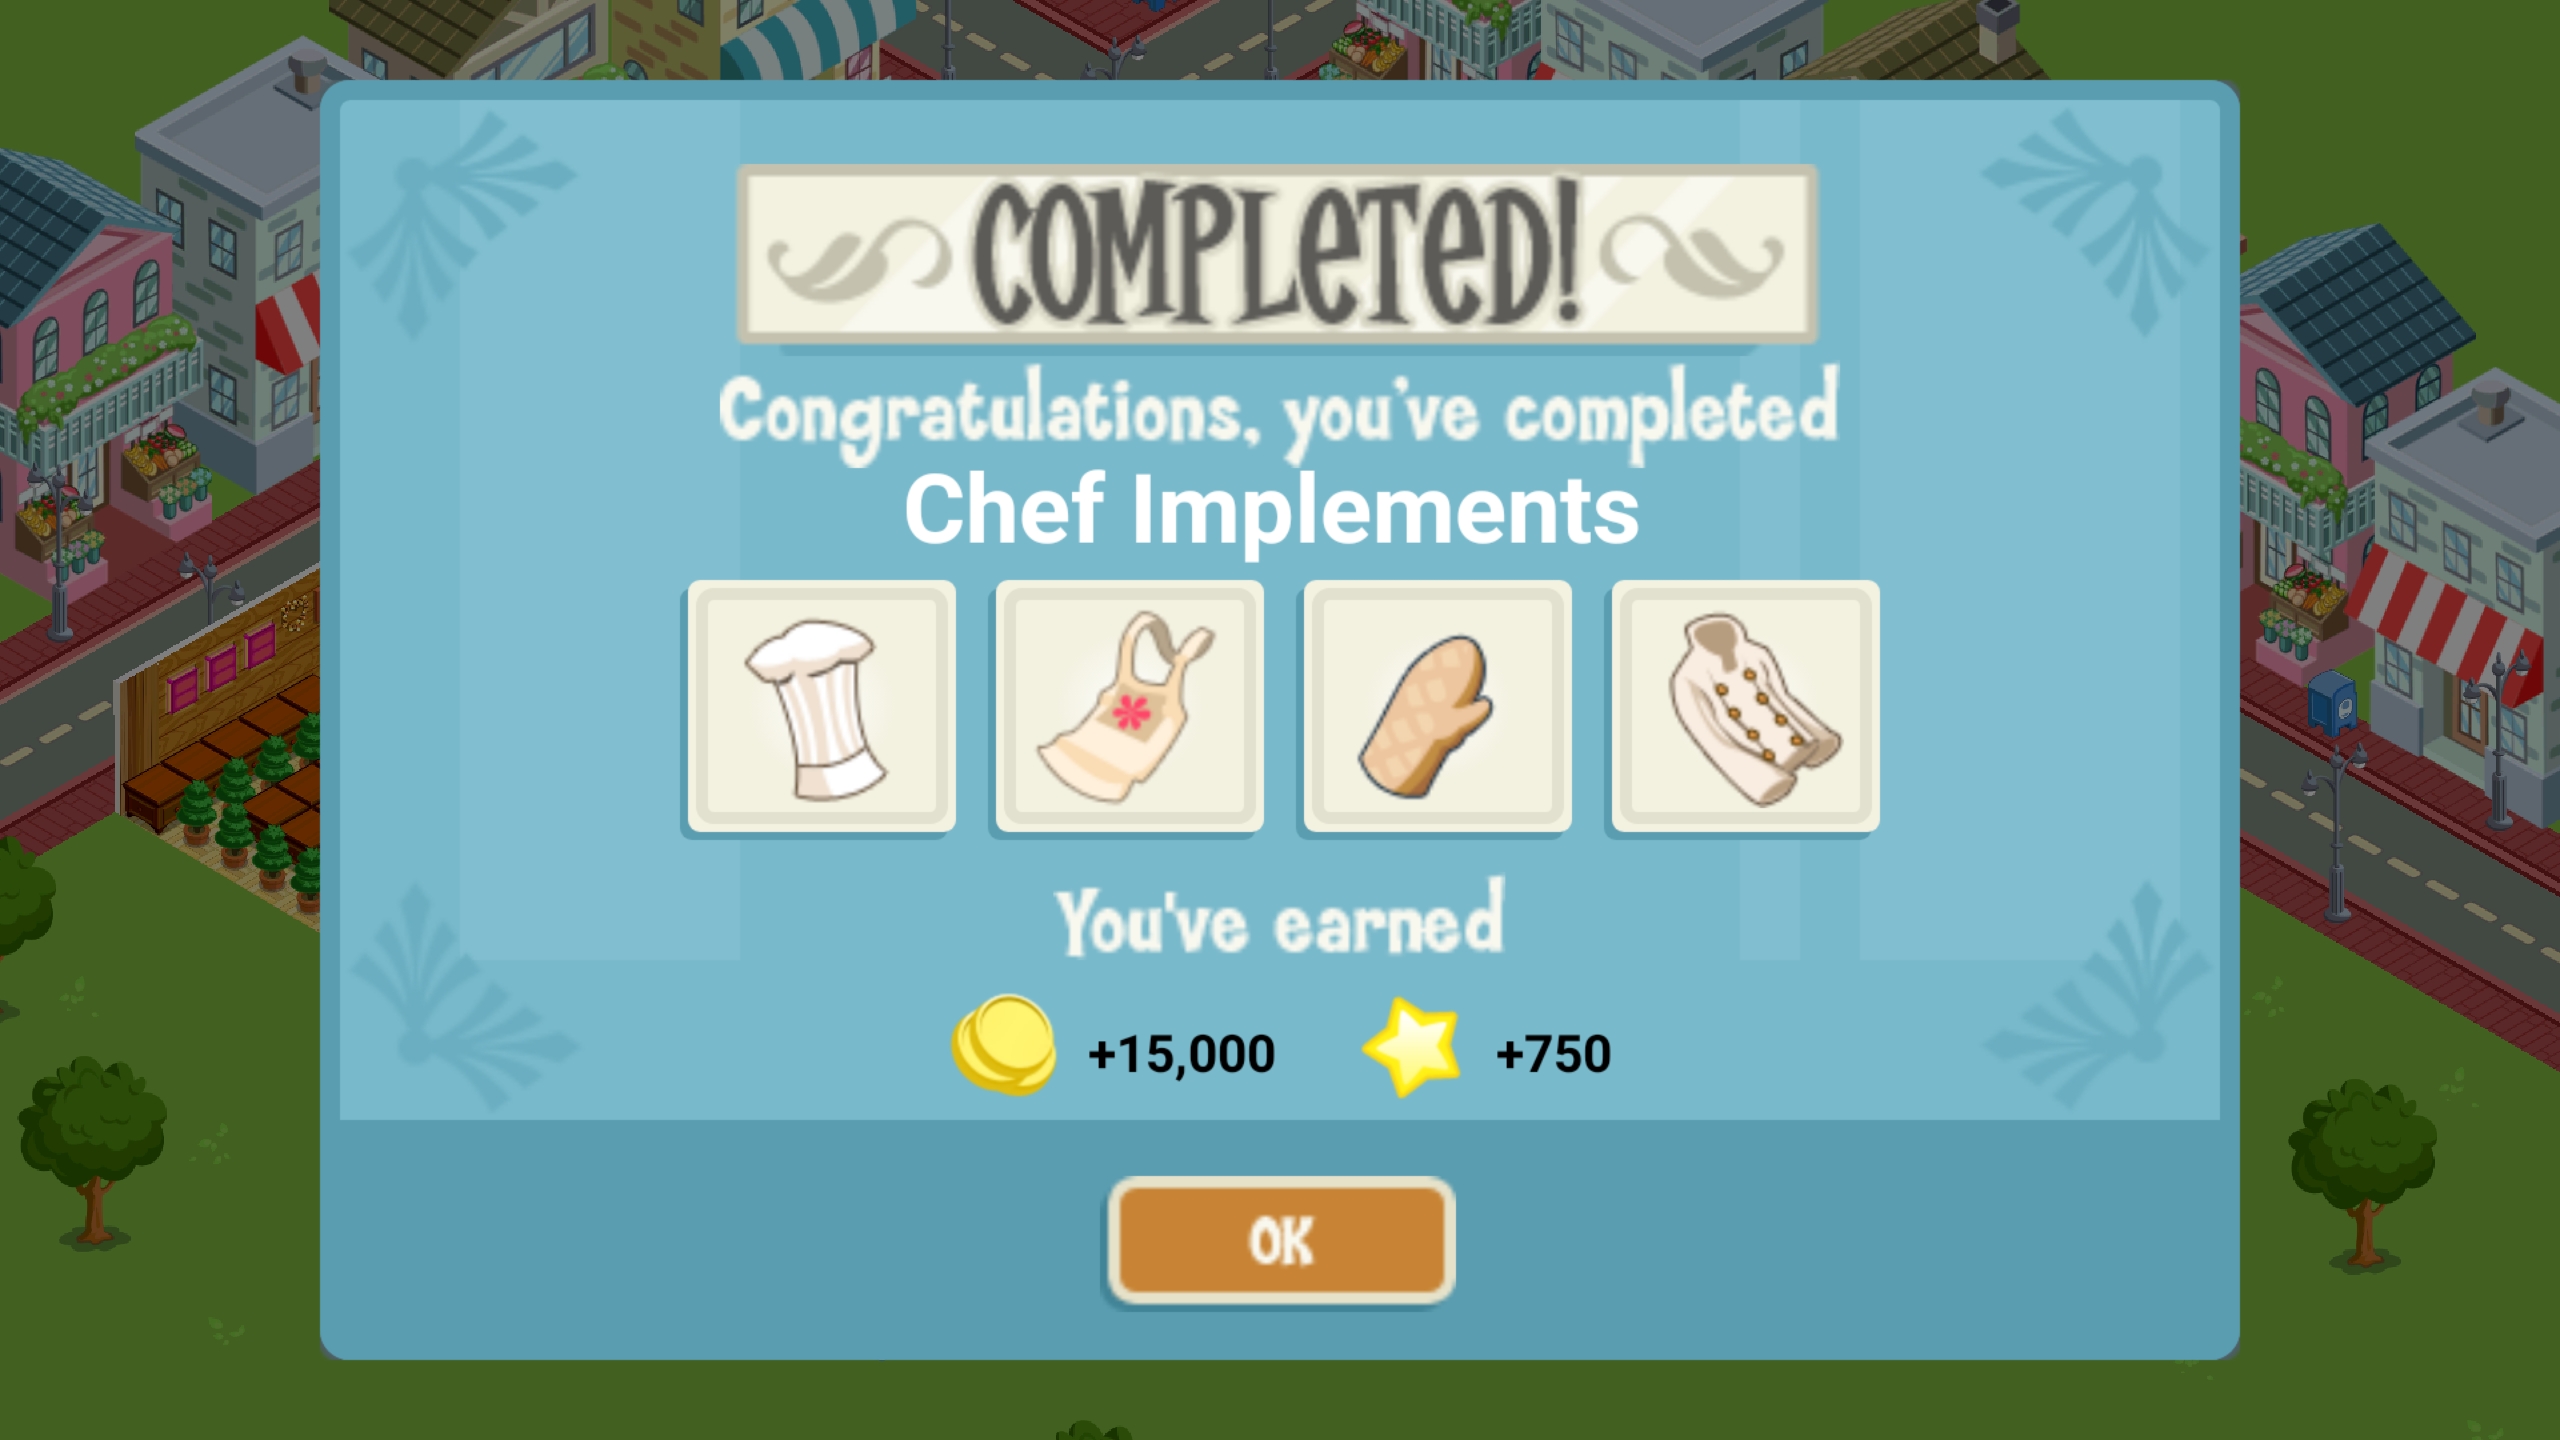 COMPLETED!
Congratulations, you've completed
Chef Implements
You've earned
+15,000 +750
OK